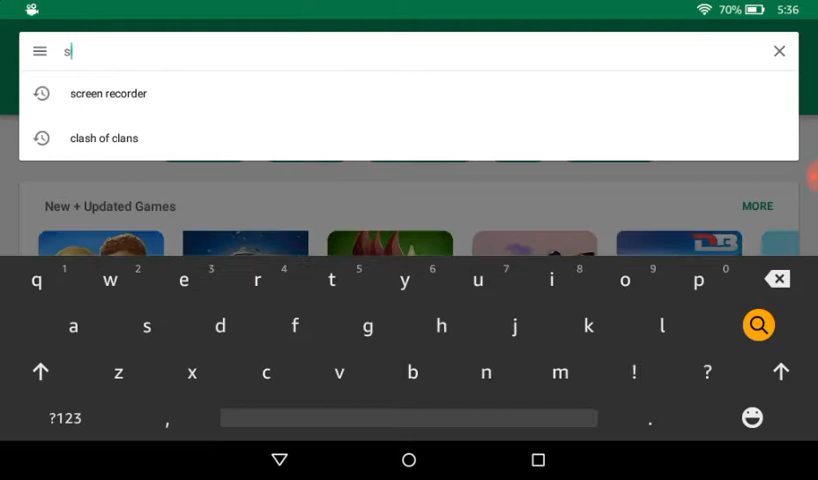 70% 5:36
s
screen recorder
clash of clans
New + Updated Games MORE
DB
1 2 3 4 5 6 7 8 9 0
q w e r t y u i o p
a s d f g h j k l
z x c v b n m ! ?
?123 , .